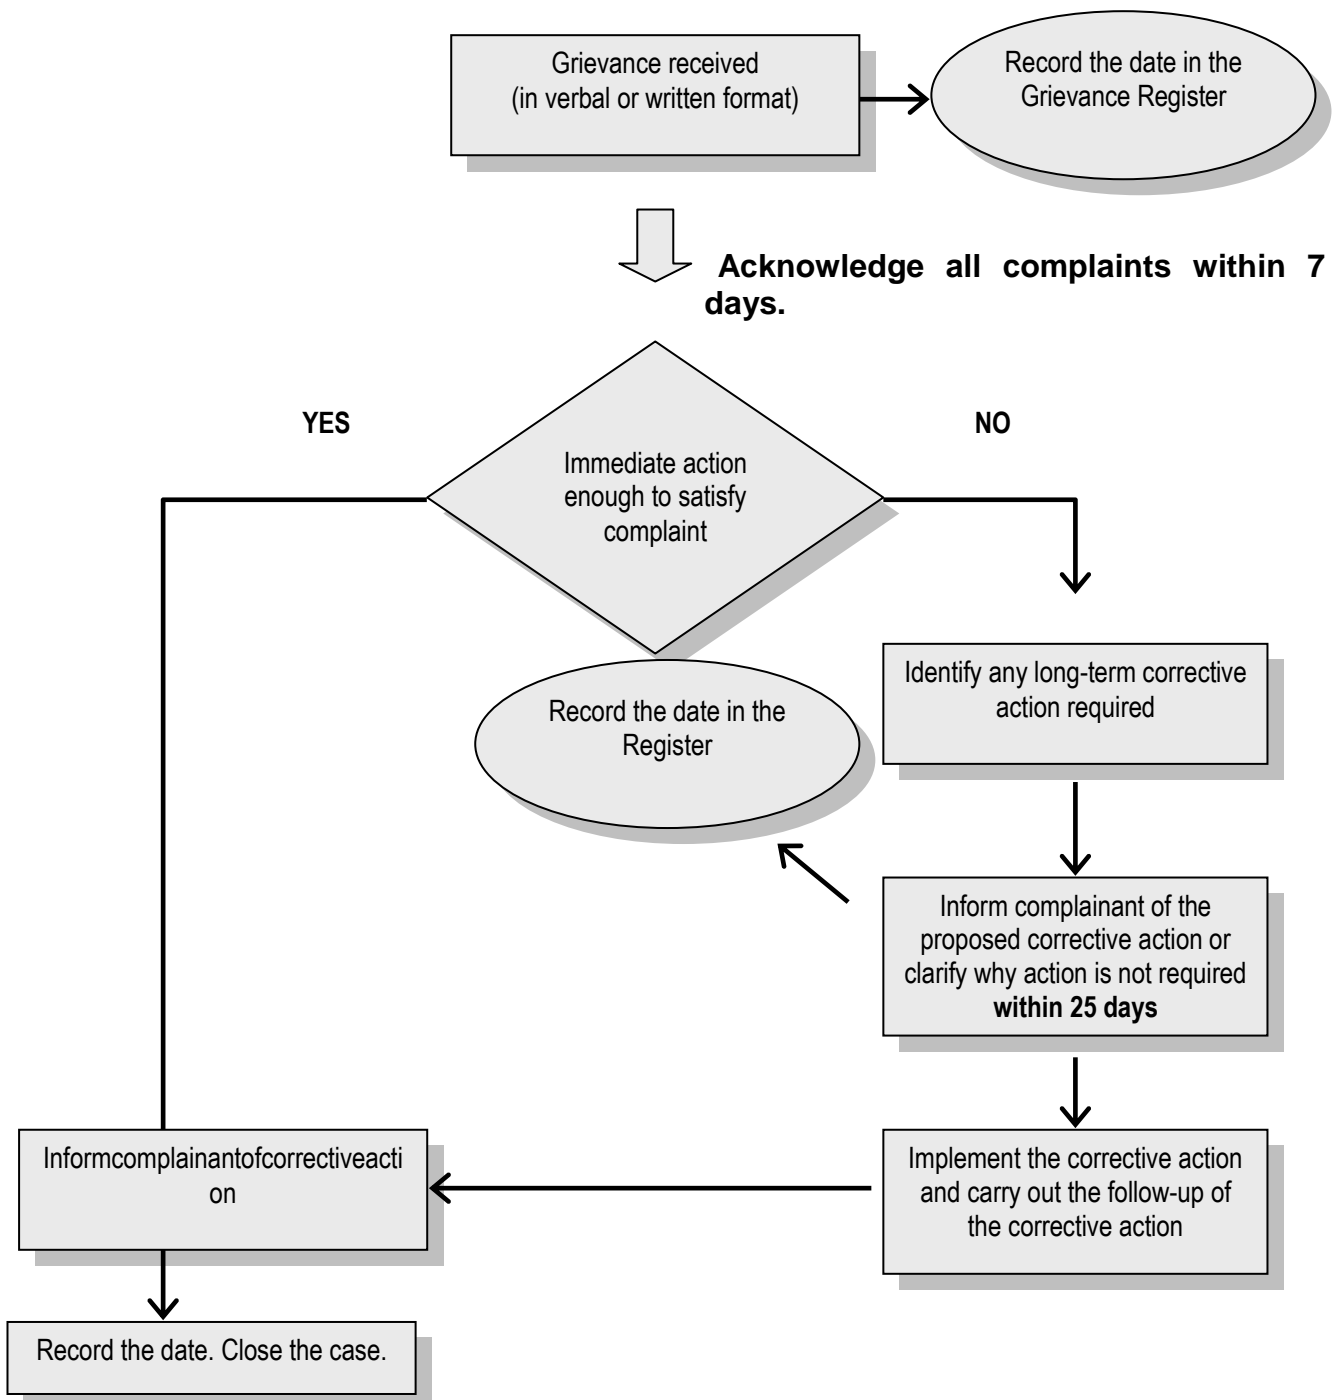 Grievance received
(in verbal or written format)
Record the date in the
Grievance Register
Acknowledge all complaints within 7
days.
YES
NO
Immediate action
enough to satisfy
complaint
Identify any long-term corrective
action required
Record the date in the
Register
Inform complainant of the
proposed corrective action or
clarify why action is not required
within 25 days
Informcomplainantofcorrectiveacti
on
Implement the corrective action
and carry out the follow-up of
the corrective action
Record the date. Close the case.